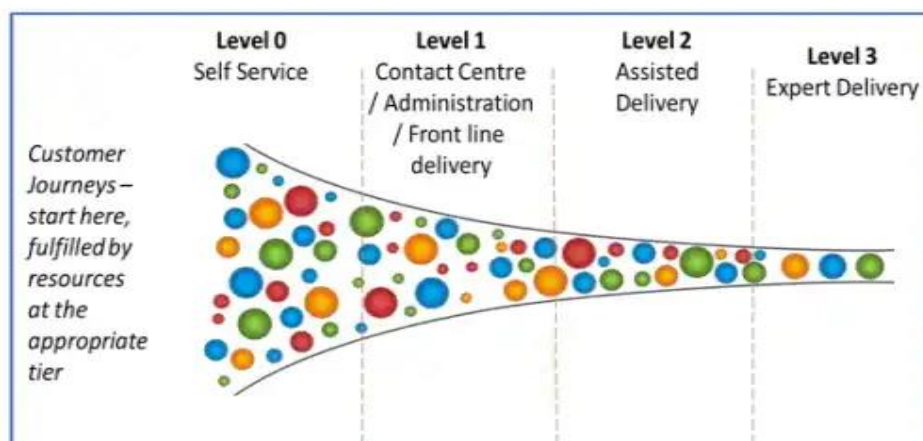 Level 0
Self Service
Level 1
Contact Centre
/ Administration
/ Front line
delivery
Level 2
Assisted
Delivery
Level 3
Expert Delivery
Customer
Journeys –
start here,
fulfilled by
resources
at the
appropriate
tier